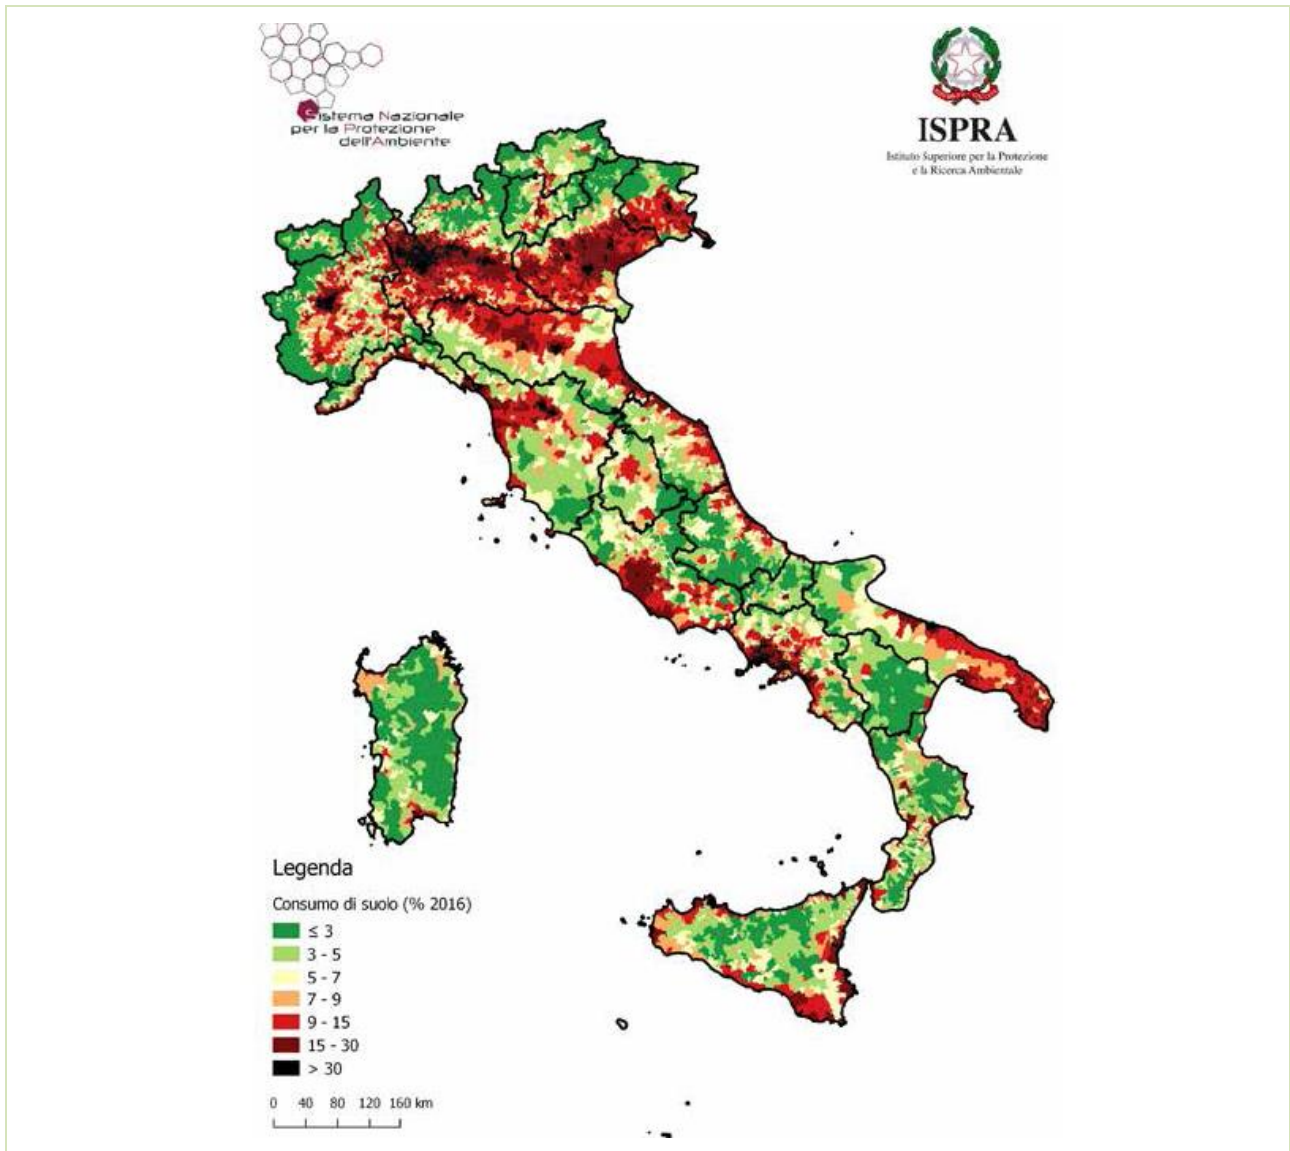 Sistema Nazionale
per la Protezione
dell'Ambiente
ISPRA
Istituto Superiore per la Protezione
e la Ricerca Ambientale
Legenda
Consumo di suolo (% 2016)
≤ 3
3 - 5
5 - 7
7 - 9
9 - 15
15 - 30
> 30
0 40 80 120 160 km